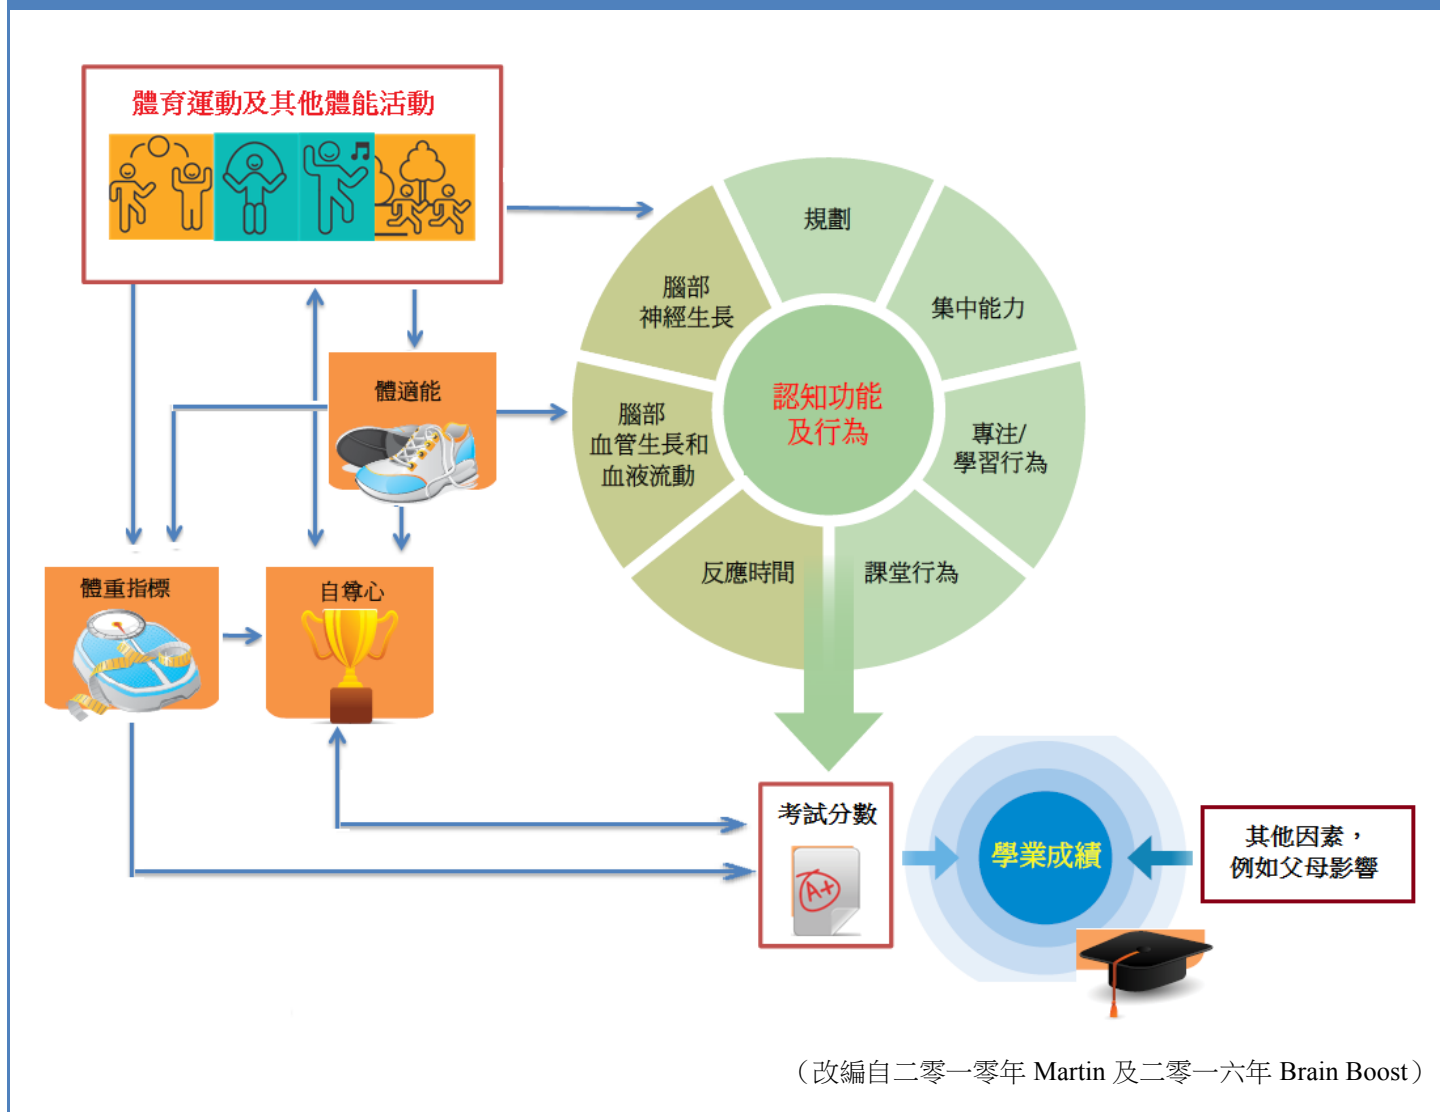 體育運動及其他體能活動
規劃
腦部
神經生長
集中能力
體適能
認知功能
及行為
腦部
血管生長和
血液流動
專注/
學習行為
反應時間
課堂行為
體重指標
自尊心
考試分數
A+
學業成績
其他因素，
例如父母影響
（改編自二零一零年 Martin 及二零一六年 Brain Boost）